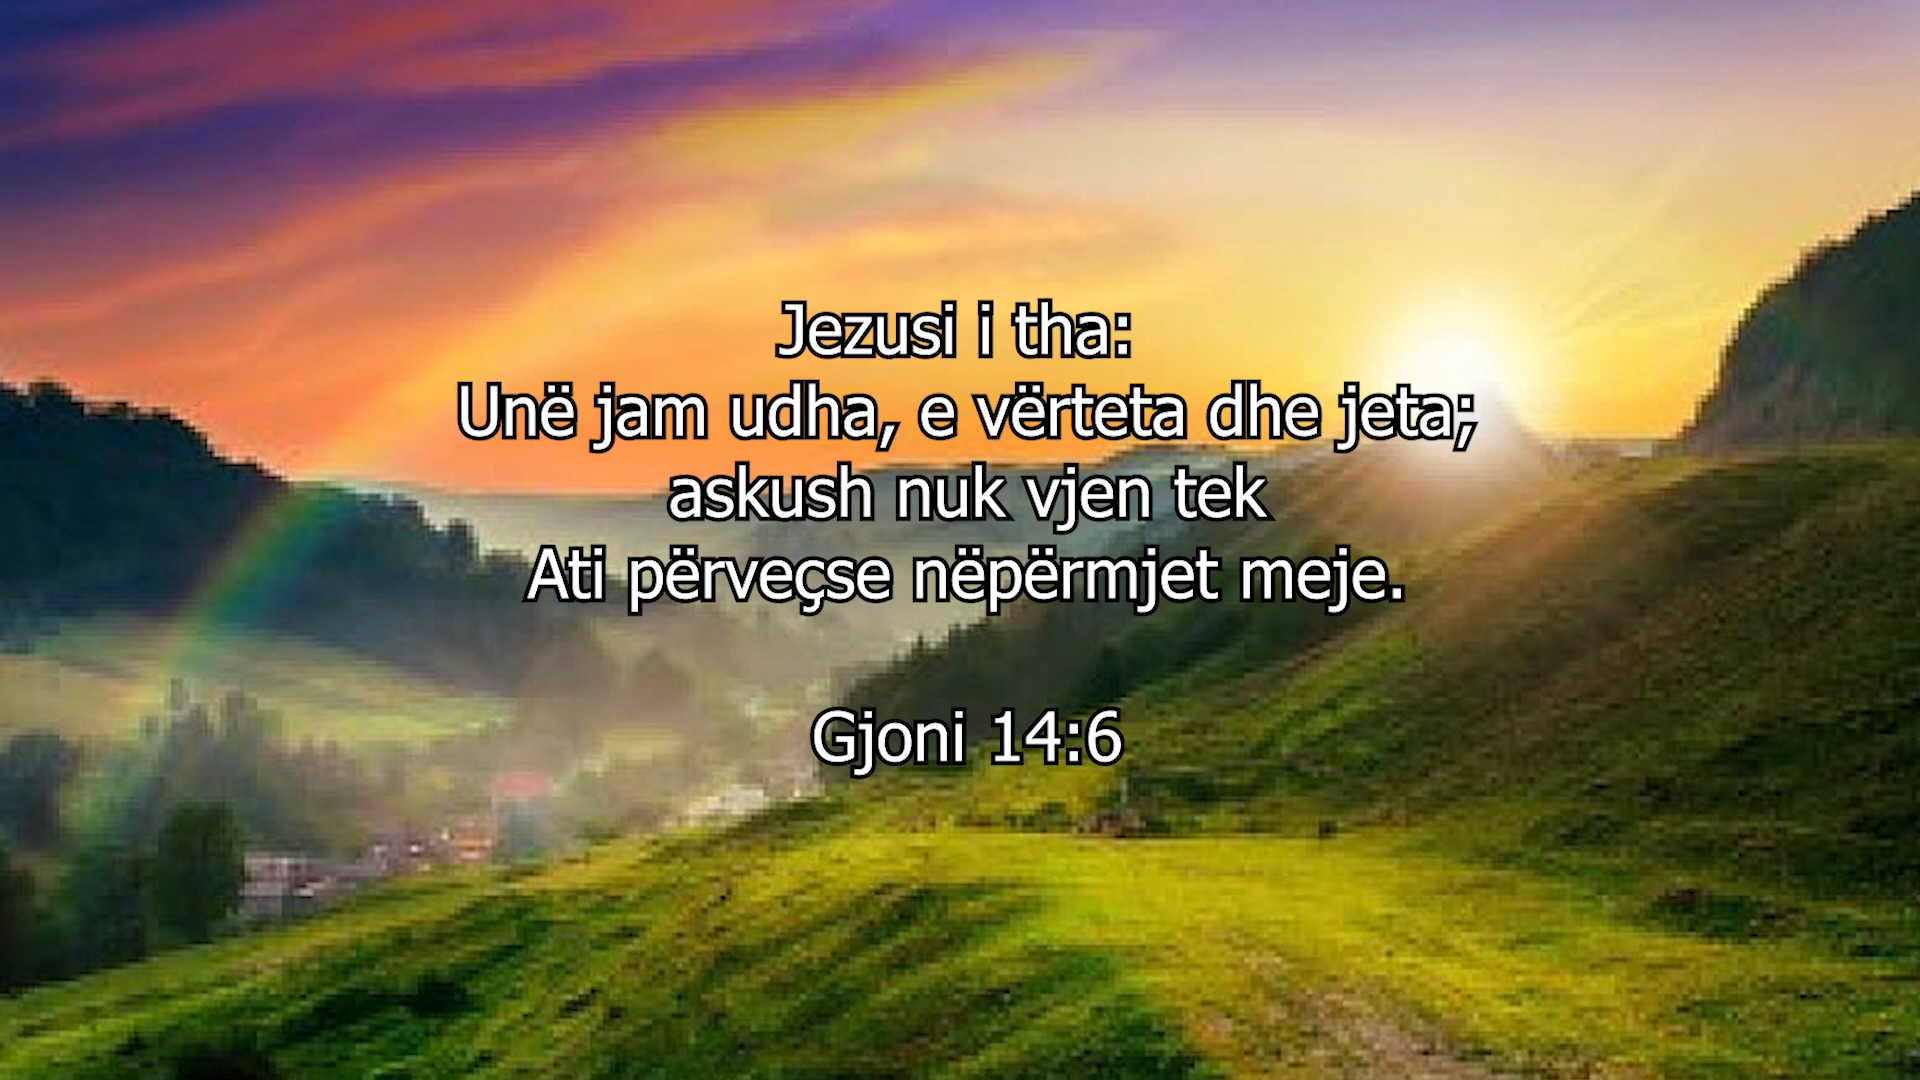 Jezusi i tha:
Unë jam udha, e vërteta dhe jeta;
askush nuk vjen tek
Ati përveçse nëpërmjet meje.
Gjoni 14:6